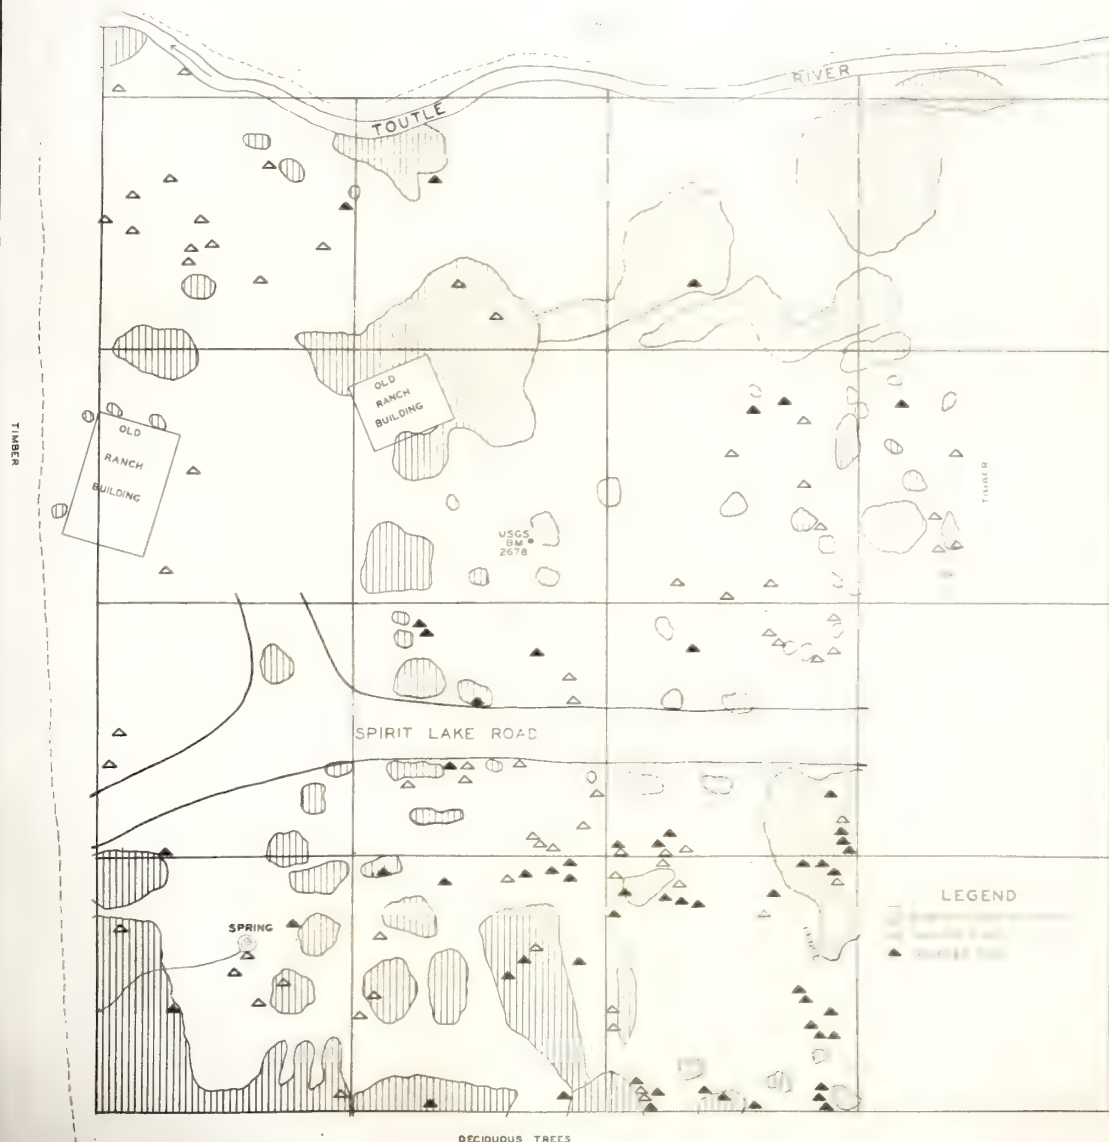 TOUTLE RIVER
OLD
RANCH
BUILDING
OLD
RANCH
BUILDING
TIMBER
TIMBER
USGS
BM
2678
SPIRIT LAKE ROAD
SPRING
LEGEND
DECIDUOUS TREES